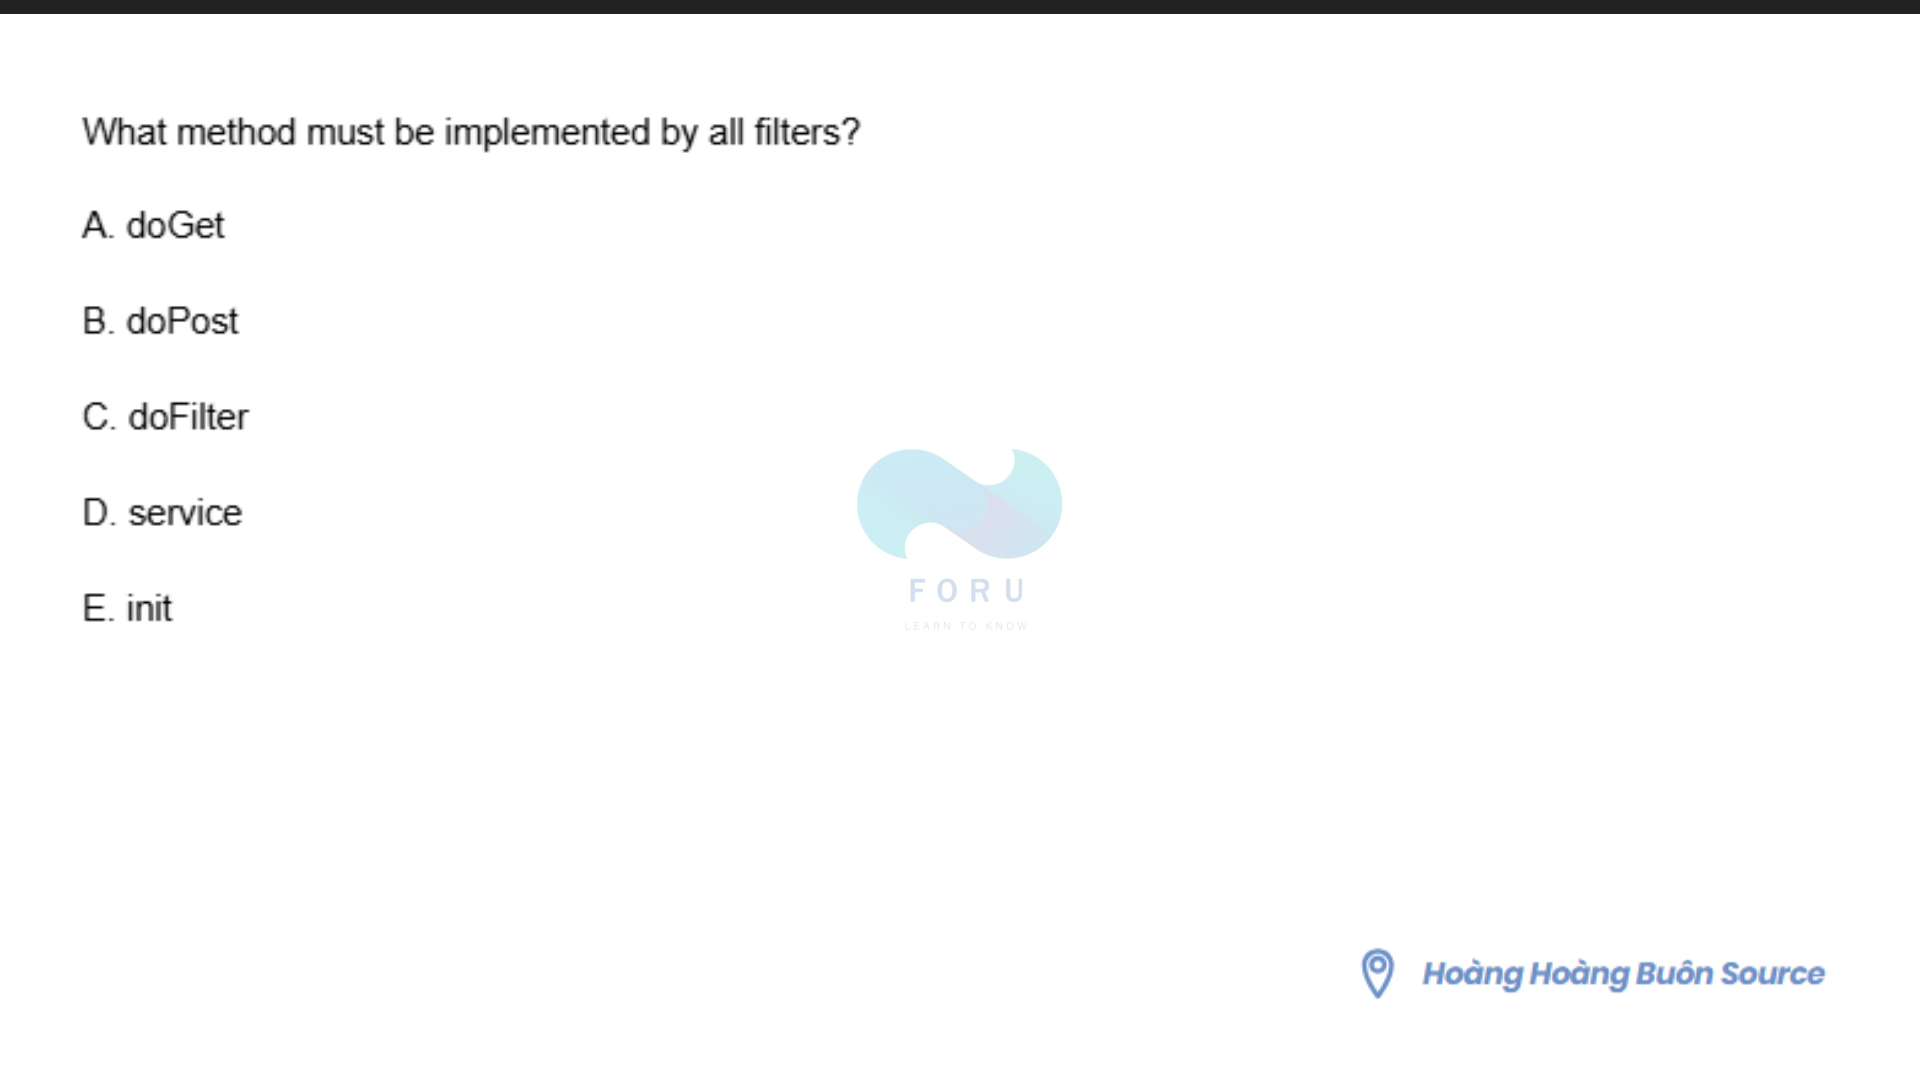 What method must be implemented by all filters?
A. doGet
B. doPost
C. doFilter
D. service
E. init
FORU
LEARN TO KNOW
Hoàng Hoàng Buôn Source